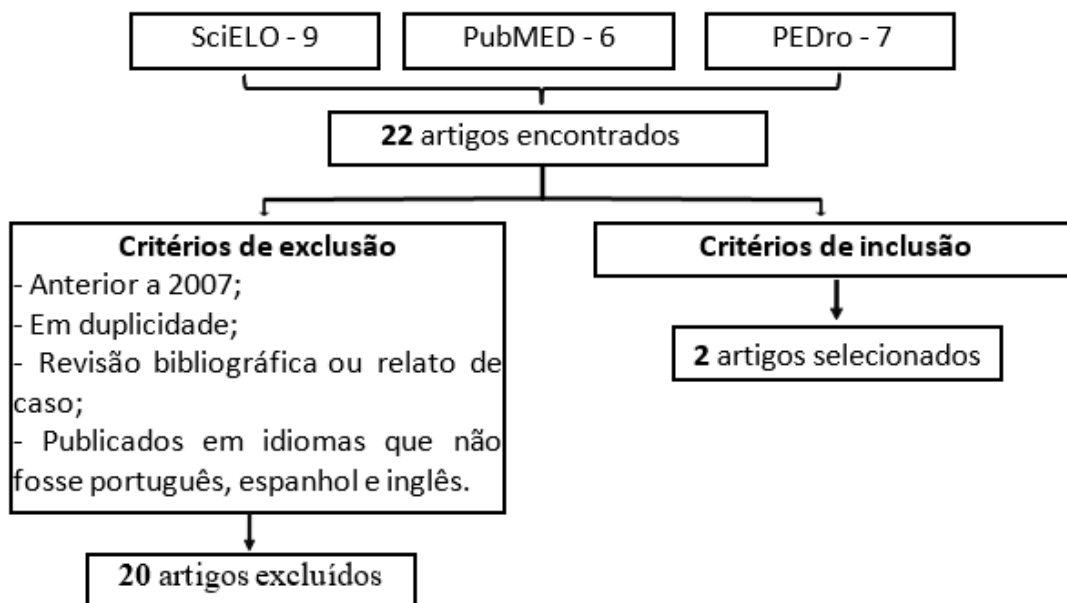 SciELO - 9
PubMED - 6
PEDro - 7
22 artigos encontrados
Critérios de exclusão
- Anterior a 2007;
- Em duplicidade;
- Revisão bibliográfica ou relato de
caso;
- Publicados em idiomas que não
fosse português, espanhol e inglês.
Critérios de inclusão
2 artigos selecionados
20 artigos excluídos